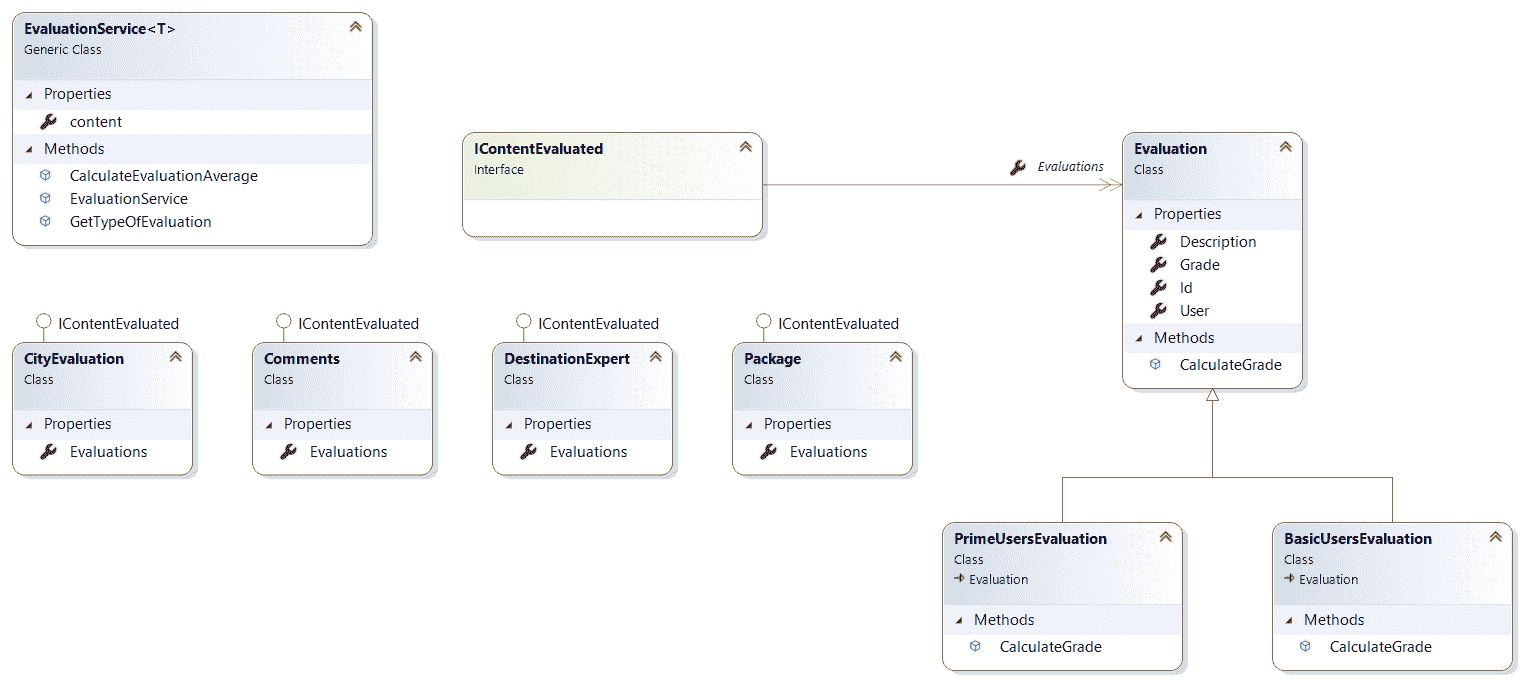 EvaluationService<T>
Generic Class
Properties
content
Methods
CalculateEvaluationAverage
EvaluationService
GetTypeOfEvaluation
IContentEvaluated
Interface
Evaluations
Evaluation
Class
Properties
Description
Grade
Id
User
Methods
CalculateGrade
IContentEvaluated
CityEvaluation
Class
Properties
Evaluations
IContentEvaluated
Comments
Class
Properties
Evaluations
IContentEvaluated
DestinationExpert
Class
Properties
Evaluations
IContentEvaluated
Package
Class
Properties
Evaluations
PrimeUsersEvaluation
Class
Evaluation
Methods
CalculateGrade
BasicUsersEvaluation
Class
Evaluation
Methods
CalculateGrade